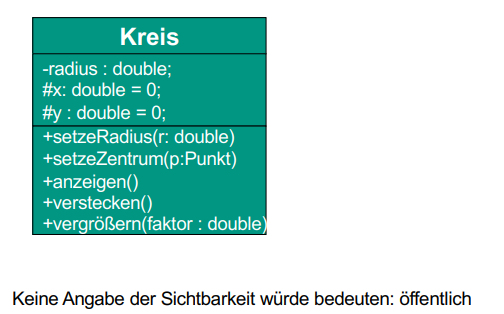 Kreis
-radius : double;
#x: double = 0;
#y : double = 0;
+setzeRadius(r: double)
+setzeZentrum(p:Punkt)
+anzeigen()
+verstecken()
+vergrößern(faktor : double)
Keine Angabe der Sichtbarkeit würde bedeuten: öffentlich